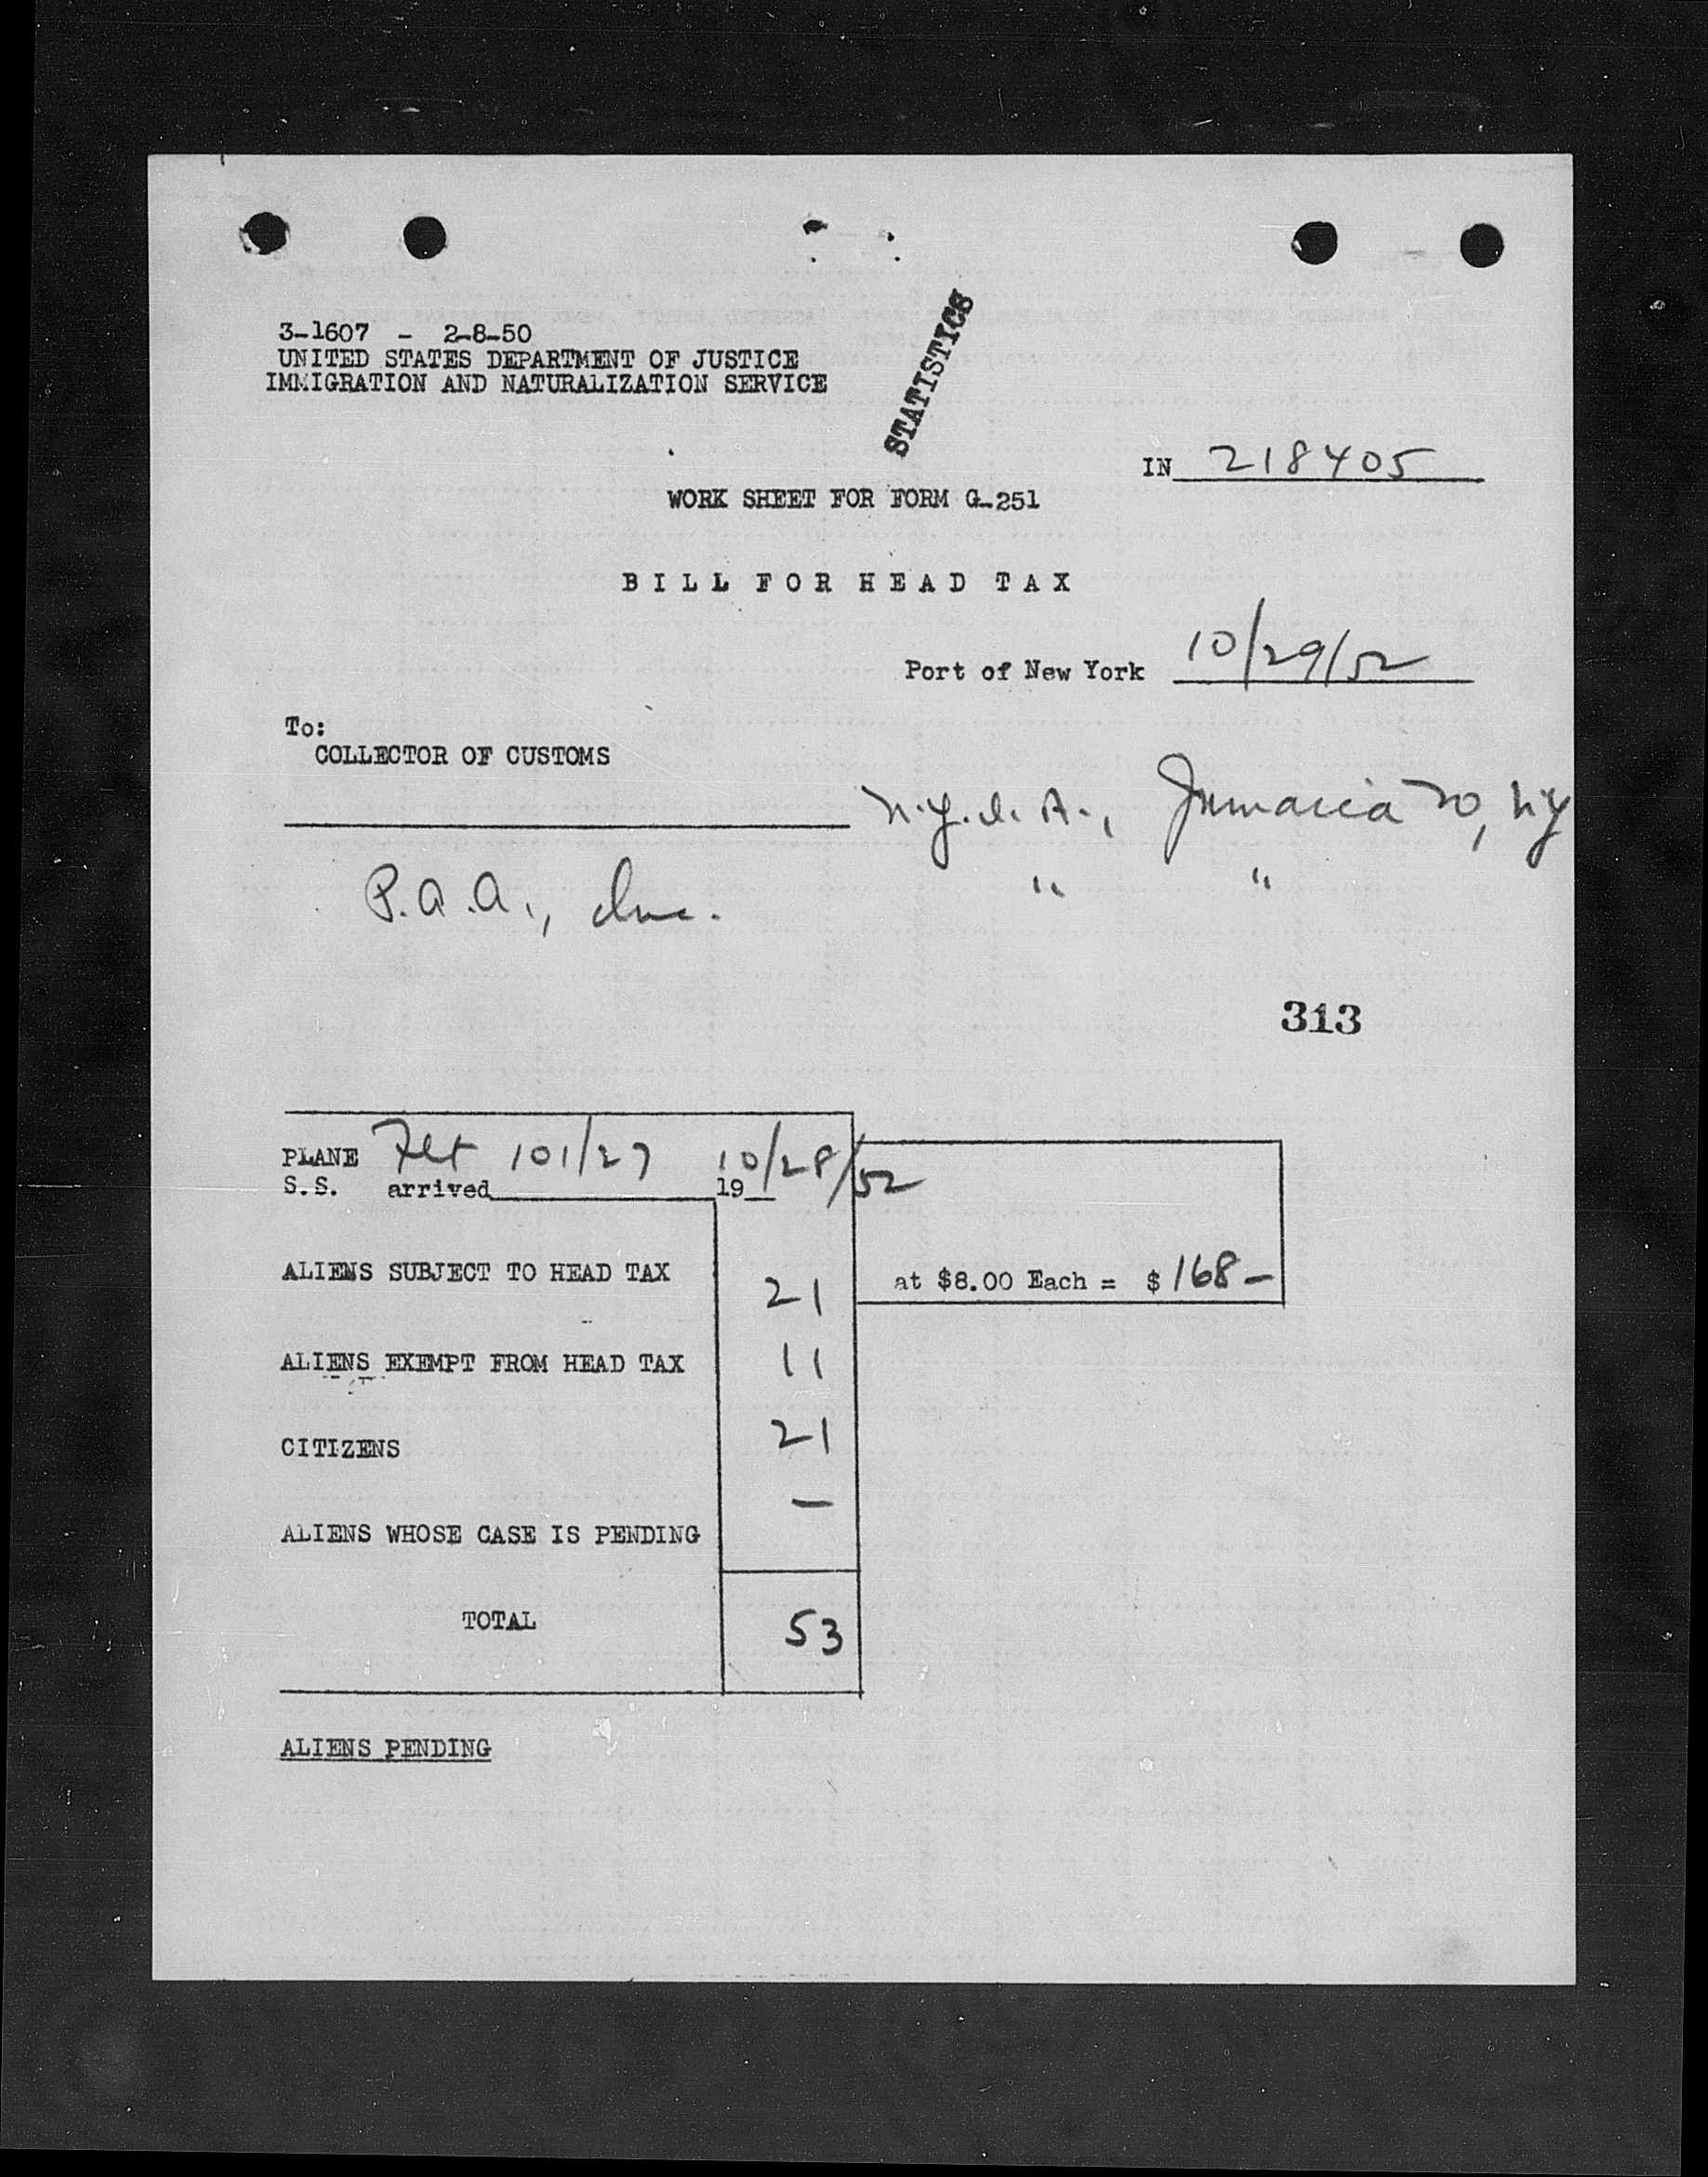 3-1607 - 2-8-50
UNITED STATES DEPARTMENT OF JUSTICE
IMMIGRATION AND NATURALIZATION SERVICE
STATISTICS
IN 218405
WORK SHEET FOR FORM G-251
BILL FOR HEAD TAX
Port of New York 10/29/52
To:
COLLECTOR OF CUSTOMS
N.Y.I.A., Jamaica 20, NY
P.A.A., Inc. " "
313
PLANE Flt 101/27 10/28/52
S.S. arrived 19
ALIENS SUBJECT TO HEAD TAX 21 at $8.00 Each = $ 168-
ALIENS EXEMPT FROM HEAD TAX 11
CITIZENS 21
ALIENS WHOSE CASE IS PENDING -
TOTAL 53
ALIENS PENDING